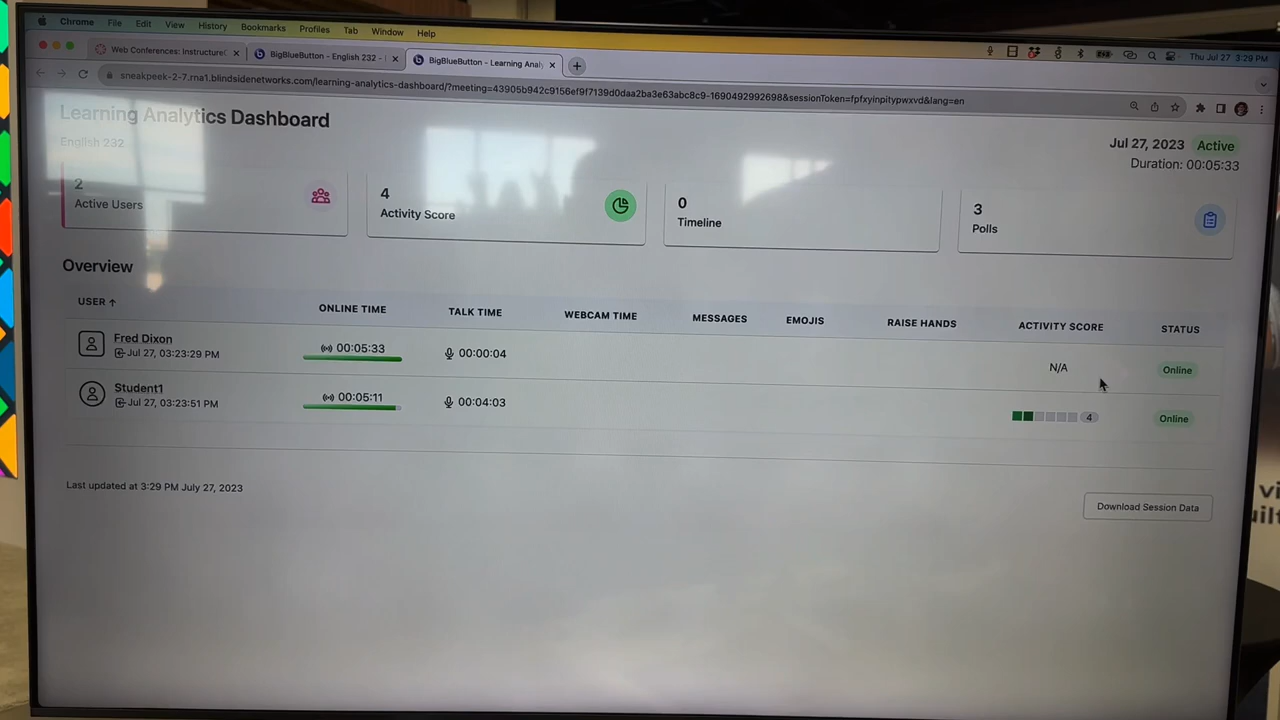 Chrome File Edit View History Bookmarks Profiles Tab Window Help
Thu Jul 27 3:29 PM
Web Conferences: Instructure
BigBlueButton - English 232 -
BigBlueButton - Learning Analy
sneakpeek-2-7.rna1.blindsidenetworks.com/learning-analytics-dashboard/?meeting=43905b942c9156ef9f7139d0daa2ba3e63abc8c9-1690492992698&sessionToken=fpfxyinpitypwxvd&lang=en
Learning Analytics Dashboard
English 232
Jul 27, 2023 Active
Duration: 00:05:33
2
Active Users
4
Activity Score
0
Timeline
3
Polls
Overview
USER ↑ ONLINE TIME TALK TIME WEBCAM TIME MESSAGES EMOJIS RAISE HANDS ACTIVITY SCORE STATUS
Fred Dixon
Jul 27, 03:23:29 PM
00:05:33 00:00:04 N/A Online
Student1
Jul 27, 03:23:51 PM
00:05:11 00:04:03 4 Online
Last updated at 3:29 PM July 27, 2023
Download Session Data